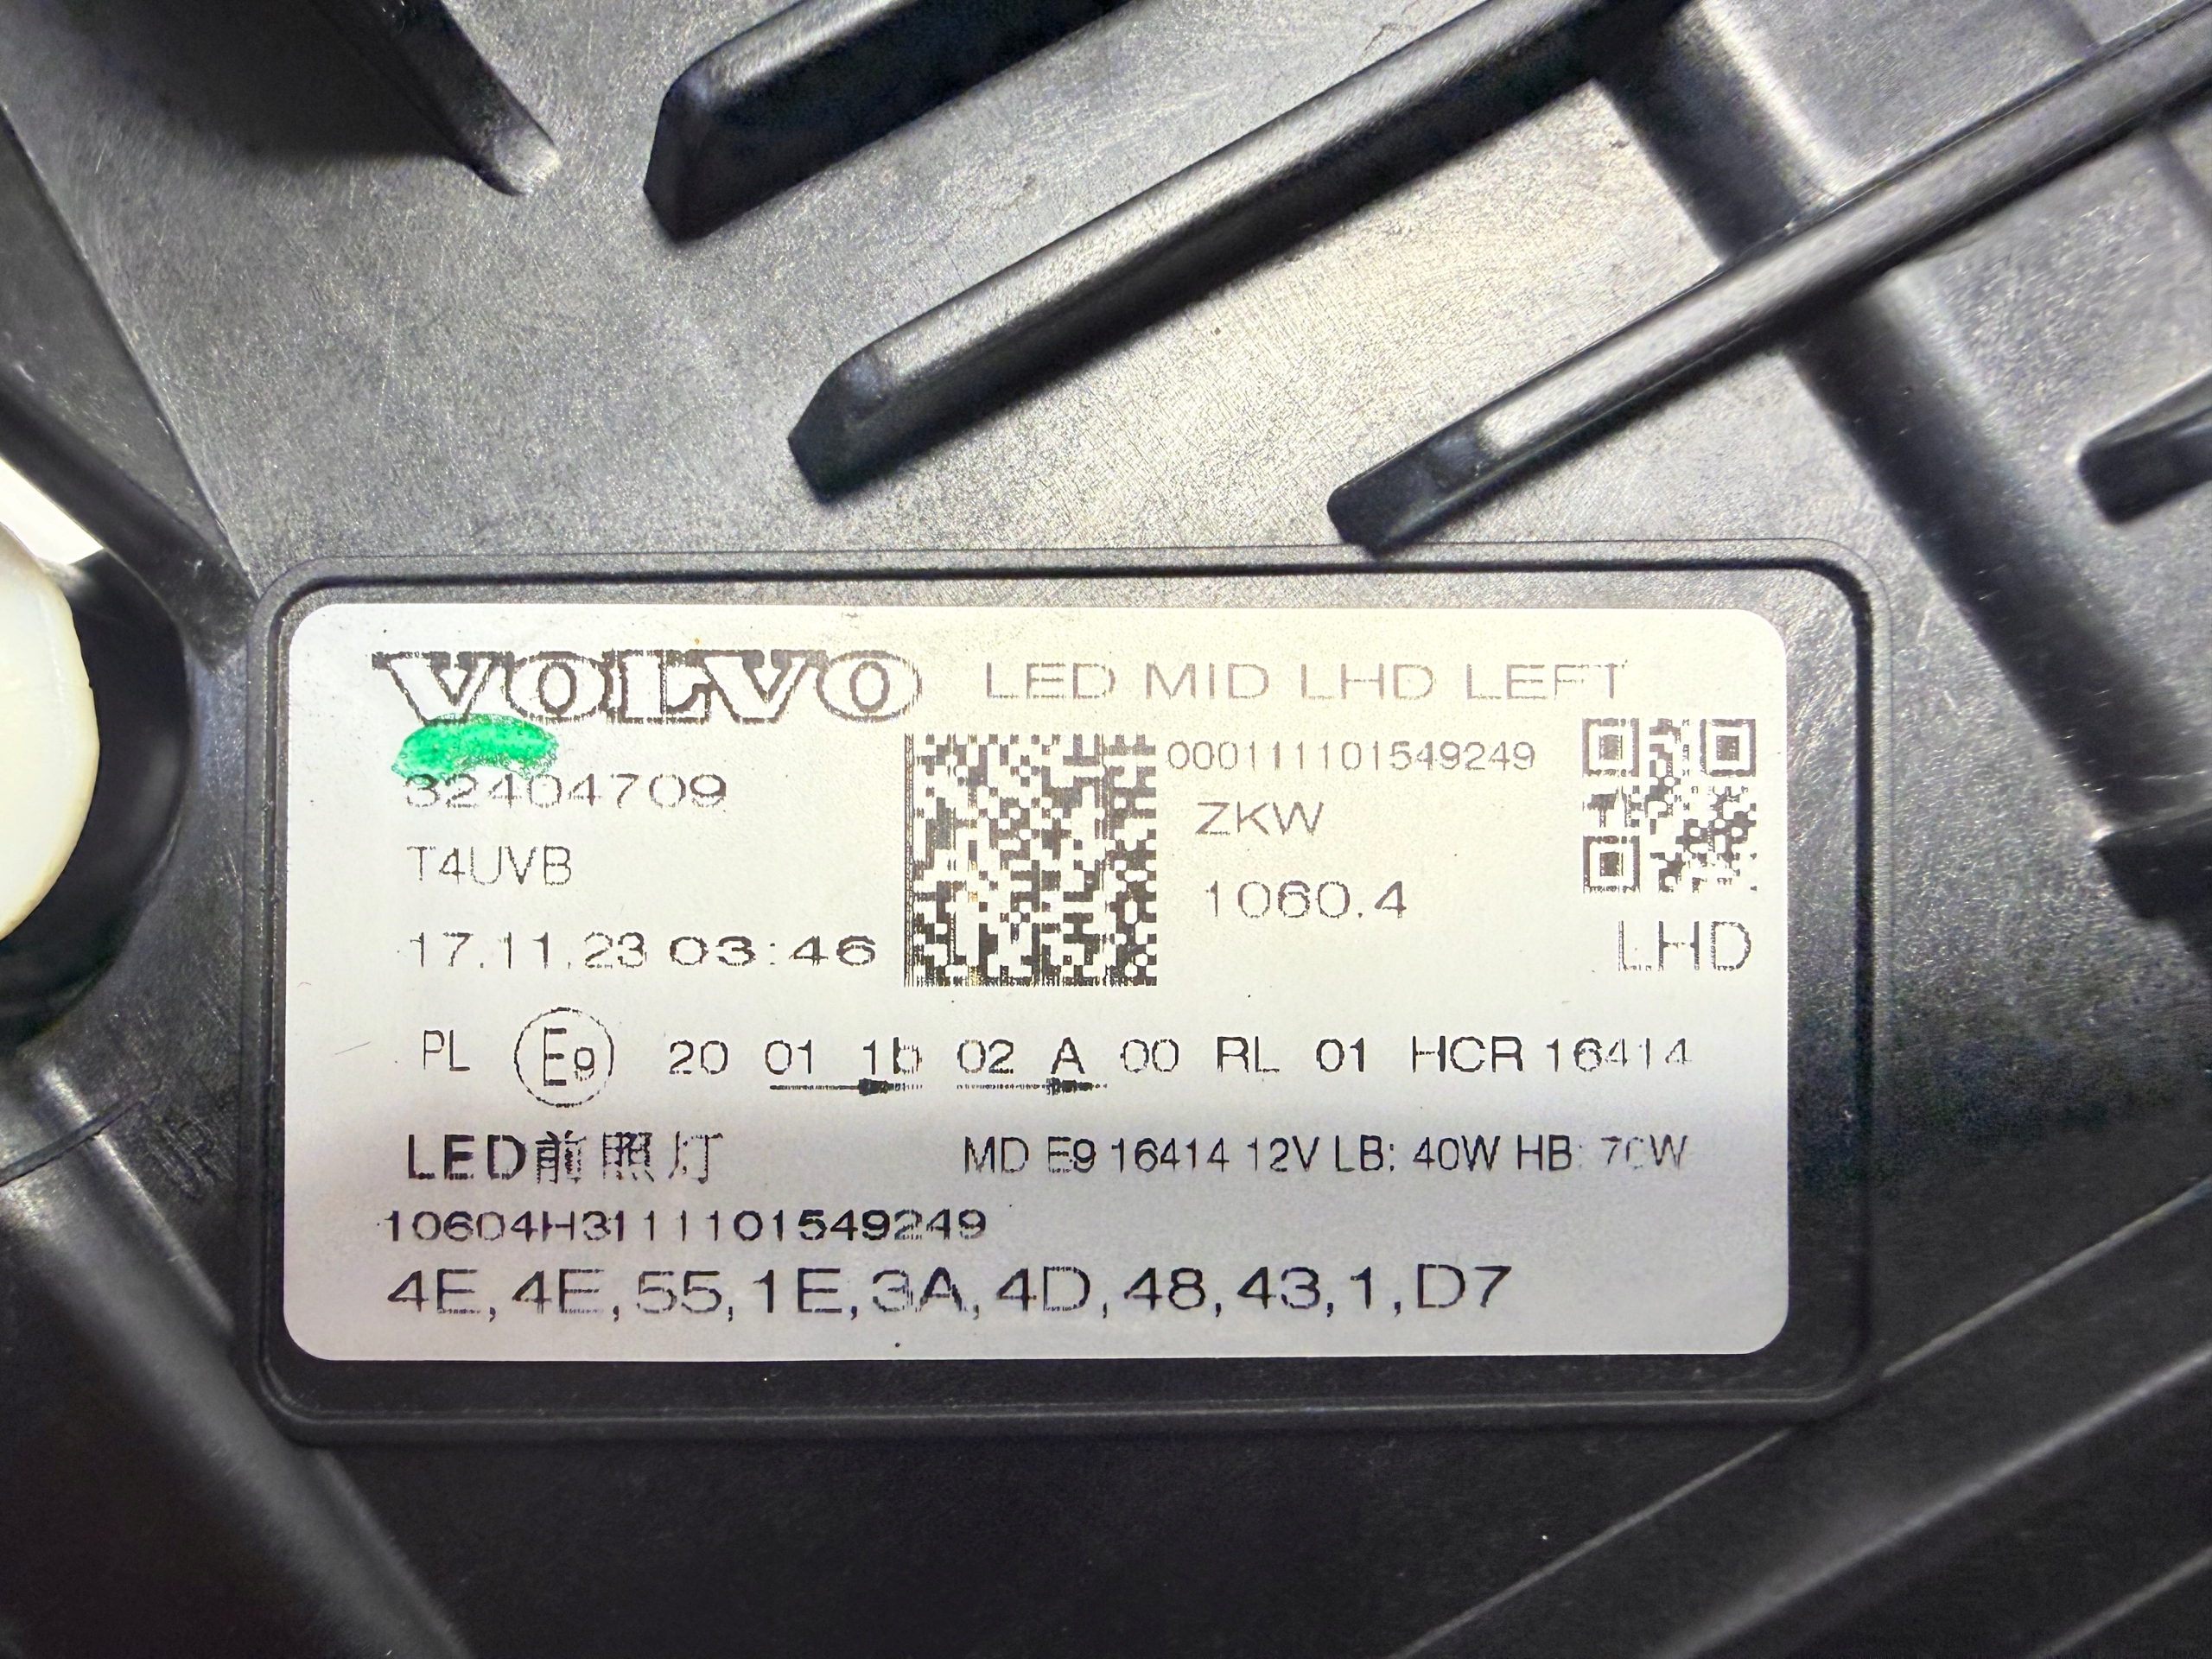 VOLVO LED MID LHD LEFT
32404709
000111101549249
T4UVB
ZKW
1060.4
17.11.23 03:46
LHD
PL E9 20 01 1b 02 A 00 RL 01 HCR 16414
LED前照灯 MD E9 16414 12V LB: 40W HB: 70W
10604H3111101549249
4E,4E,55,1E,3A,4D,48,43,1,D7